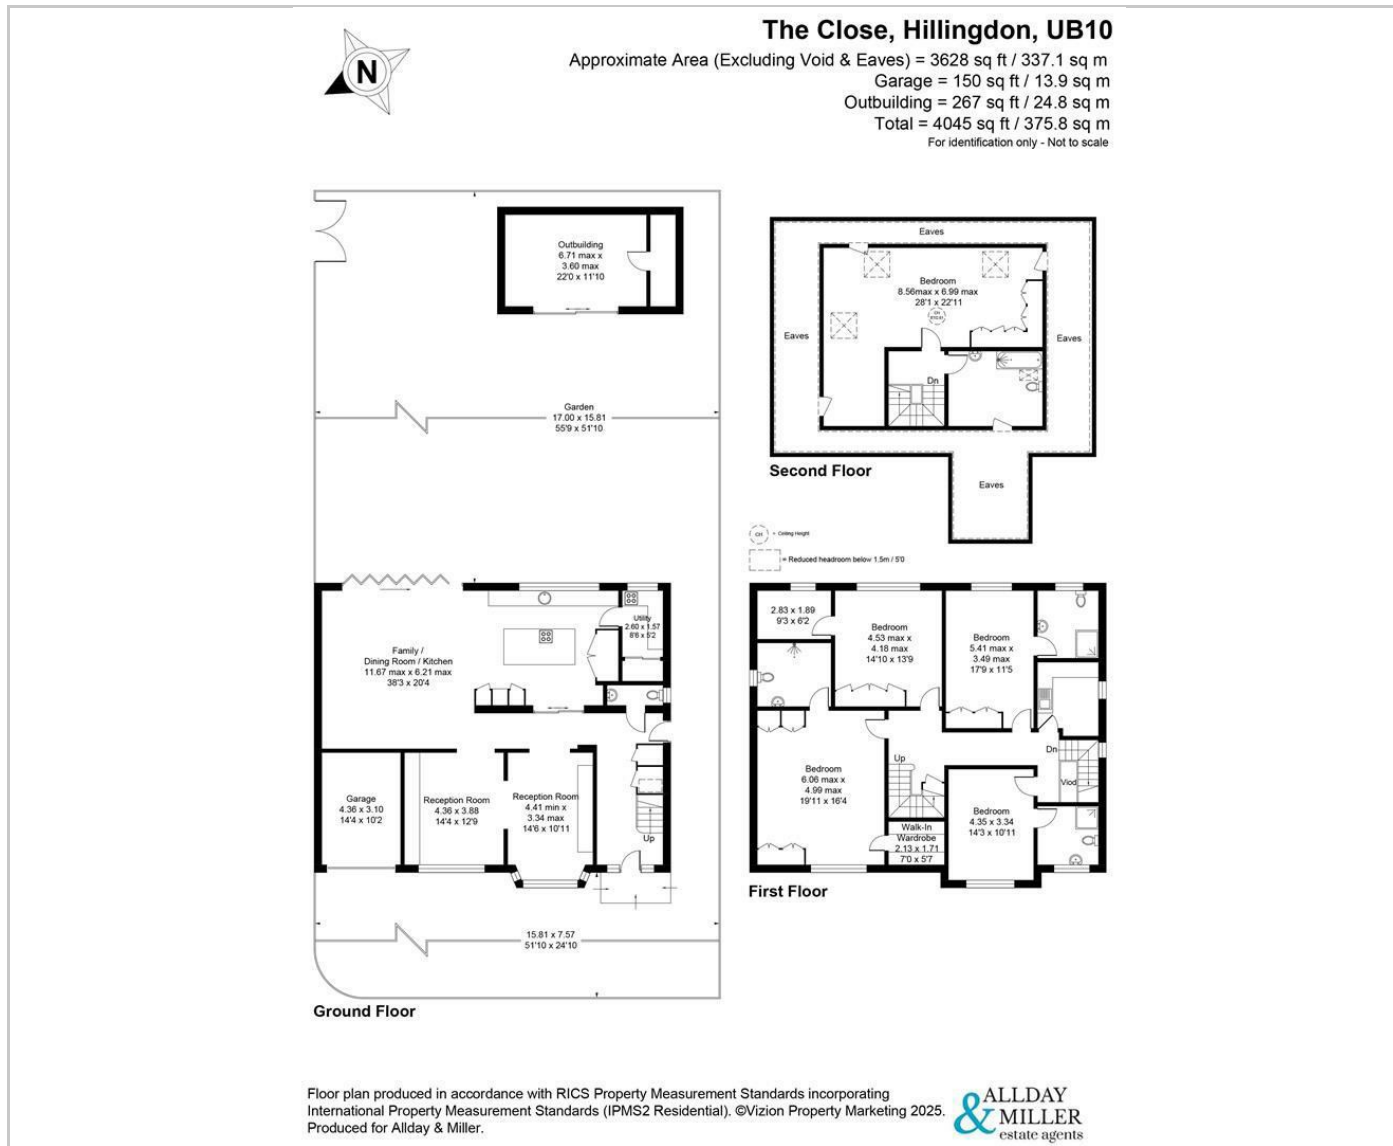 The Close, Hillingdon, UB10
Approximate Area (Excluding Void & Eaves) = 3628 sq ft / 337.1 sq m
Garage = 150 sq ft / 13.9 sq m
Outbuilding = 267 sq ft / 24.8 sq m
Total = 4045 sq ft / 375.8 sq m
For identification only - Not to scale
N
Outbuilding
6.71 max x
3.60 max
22'0 x 11'10
Garden
17.00 x 15.81
55'9 x 51'10
Family /
Dining Room / Kitchen
11.67 max x 6.21 max
38'3 x 20'4
Utility
2.60 x 1.57
8'6 x 5'2
Garage
4.36 x 3.10
14'4 x 10'2
Reception Room
4.36 x 3.88
14'4 x 12'9
Reception Room
4.41 min x
3.34 max
14'6 x 10'11
Up
15.81 x 7.57
51'10 x 24'10
Ground Floor
Eaves
Eaves
Bedroom
8.56max x 6.99 max
28'1 x 22'11
CH
Eaves
Dn
Second Floor
Eaves
CH = Ceiling Height
= Reduced headroom below 1.5m / 5'0
2.83 x 1.89
9'3 x 6'2
Bedroom
4.53 max x
4.18 max
14'10 x 13'9
Bedroom
5.41 max x
3.49 max
17'9 x 11'5
Bedroom
6.06 max x
4.99 max
19'11 x 16'4
Up
Dn
Viod
Walk-In
Wardrobe
2.13 x 1.71
7'0 x 5'7
Bedroom
4.35 x 3.34
14'3 x 10'11
First Floor
Floor plan produced in accordance with RICS Property Measurement Standards incorporating
International Property Measurement Standards (IPMS2 Residential). ©Vizion Property Marketing 2025.
Produced for Allday & Miller.
ALLDAY
& MILLER
estate agents